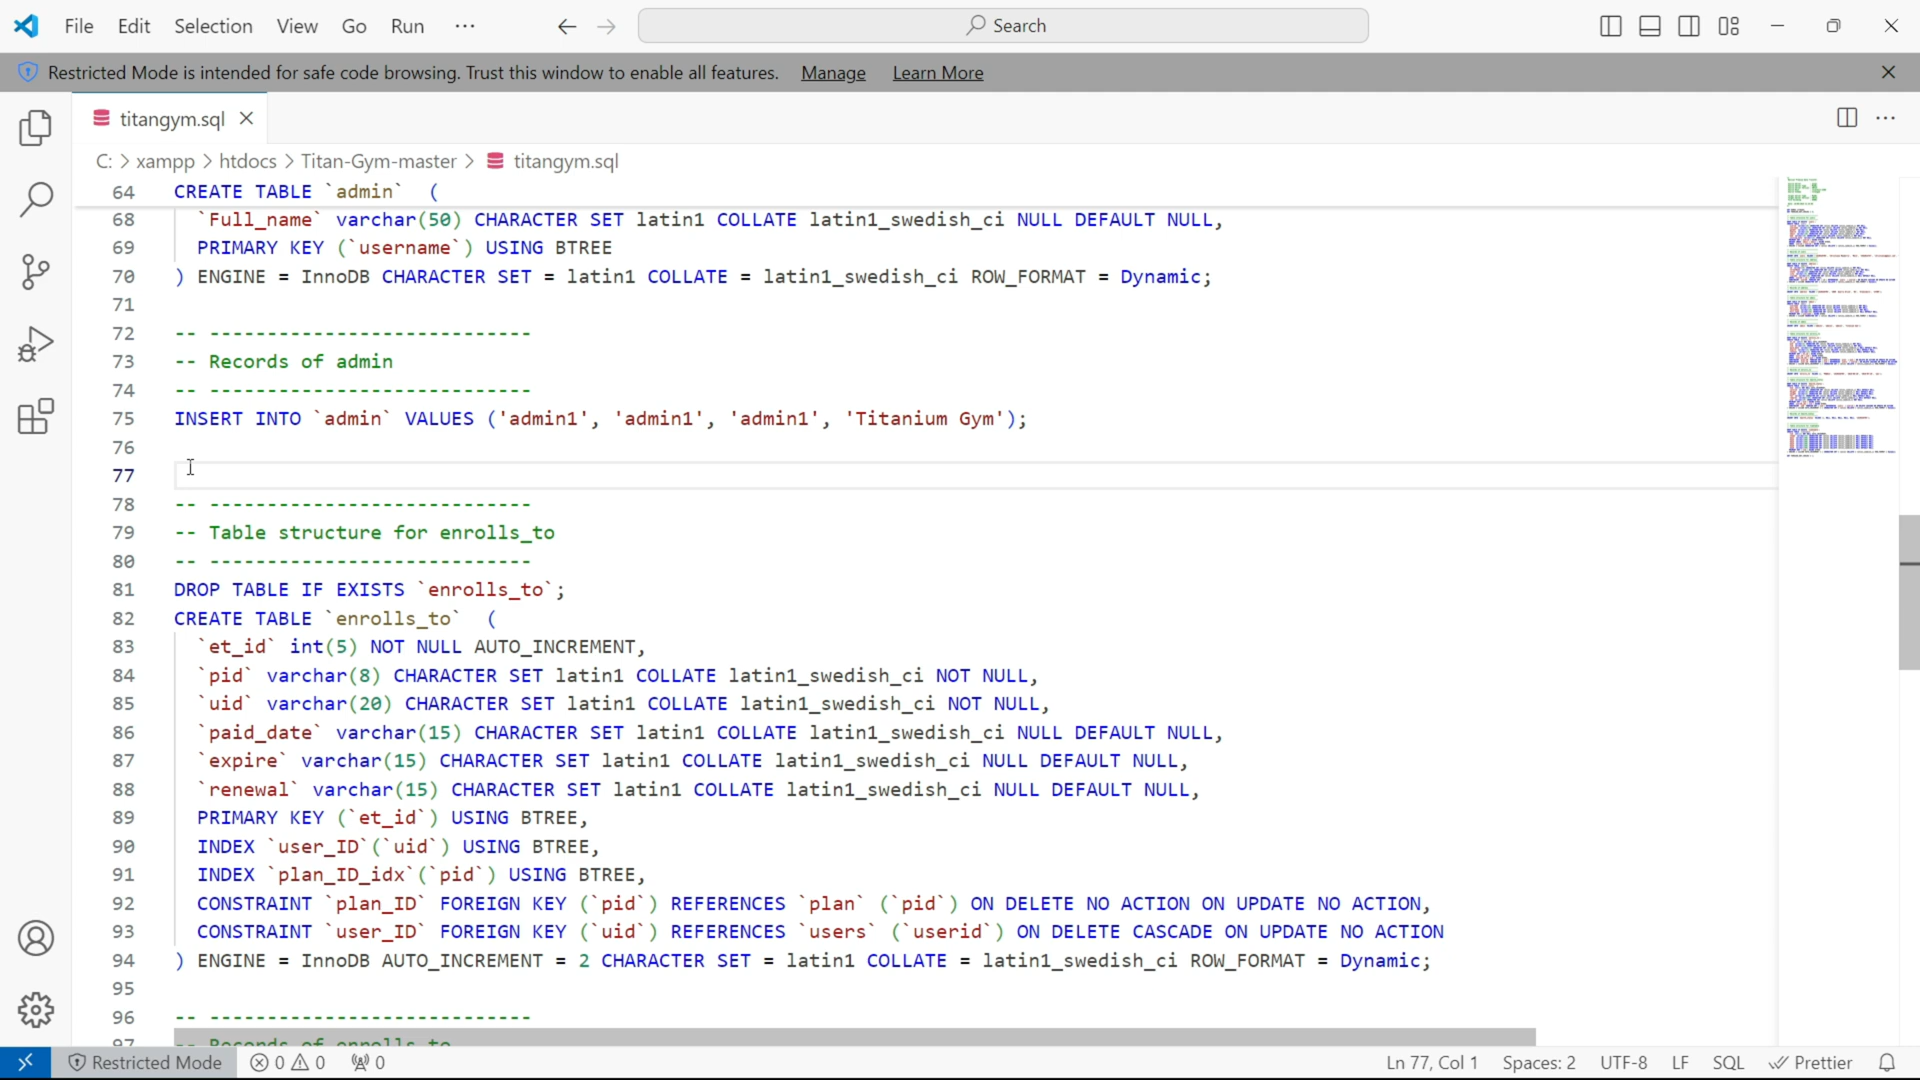 File Edit Selection View Go Run ··· Search
Restricted Mode is intended for safe code browsing. Trust this window to enable all features. Manage Learn More
titangym.sql
C: > xampp > htdocs > Titan-Gym-master > titangym.sql
64 CREATE TABLE `admin`  (
68 `Full_name` varchar(50) CHARACTER SET latin1 COLLATE latin1_swedish_ci NULL DEFAULT NULL,
69 PRIMARY KEY (`username`) USING BTREE
70 ) ENGINE = InnoDB CHARACTER SET = latin1 COLLATE = latin1_swedish_ci ROW_FORMAT = Dynamic;
71
72 -- ----------------------------
73 -- Records of admin
74 -- ----------------------------
75 INSERT INTO `admin` VALUES ('admin1', 'admin1', 'admin1', 'Titanium Gym');
76
77
78 -- ----------------------------
79 -- Table structure for enrolls_to
80 -- ----------------------------
81 DROP TABLE IF EXISTS `enrolls_to`;
82 CREATE TABLE `enrolls_to`  (
83 `et_id` int(5) NOT NULL AUTO_INCREMENT,
84 `pid` varchar(8) CHARACTER SET latin1 COLLATE latin1_swedish_ci NOT NULL,
85 `uid` varchar(20) CHARACTER SET latin1 COLLATE latin1_swedish_ci NOT NULL,
86 `paid_date` varchar(15) CHARACTER SET latin1 COLLATE latin1_swedish_ci NULL DEFAULT NULL,
87 `expire` varchar(15) CHARACTER SET latin1 COLLATE latin1_swedish_ci NULL DEFAULT NULL,
88 `renewal` varchar(15) CHARACTER SET latin1 COLLATE latin1_swedish_ci NULL DEFAULT NULL,
89 PRIMARY KEY (`et_id`) USING BTREE,
90 INDEX `user_ID`(`uid`) USING BTREE,
91 INDEX `plan_ID_idx`(`pid`) USING BTREE,
92 CONSTRAINT `plan_ID` FOREIGN KEY (`pid`) REFERENCES `plan` (`pid`) ON DELETE NO ACTION ON UPDATE NO ACTION,
93 CONSTRAINT `user_ID` FOREIGN KEY (`uid`) REFERENCES `users` (`userid`) ON DELETE CASCADE ON UPDATE NO ACTION
94 ) ENGINE = InnoDB AUTO_INCREMENT = 2 CHARACTER SET = latin1 COLLATE = latin1_swedish_ci ROW_FORMAT = Dynamic;
95
96 -- ----------------------------
97 -- Records of enrolls_to
Restricted Mode 0 0 0 Ln 77, Col 1 Spaces: 2 UTF-8 LF SQL Prettier